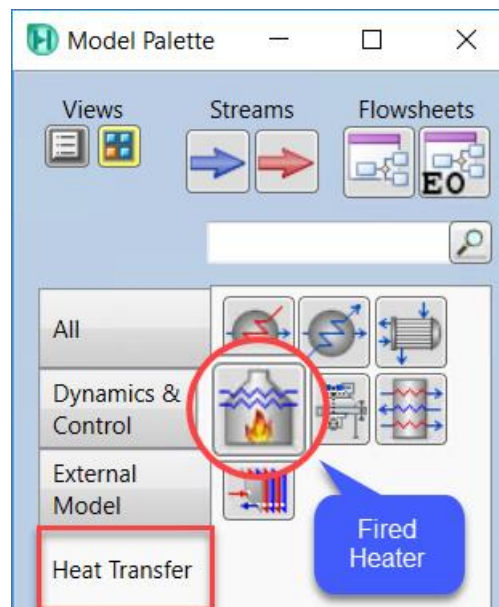 Model Palette
Views Streams Flowsheets
EO
All
Dynamics &
Control
External
Model
Heat Transfer
Fired
Heater